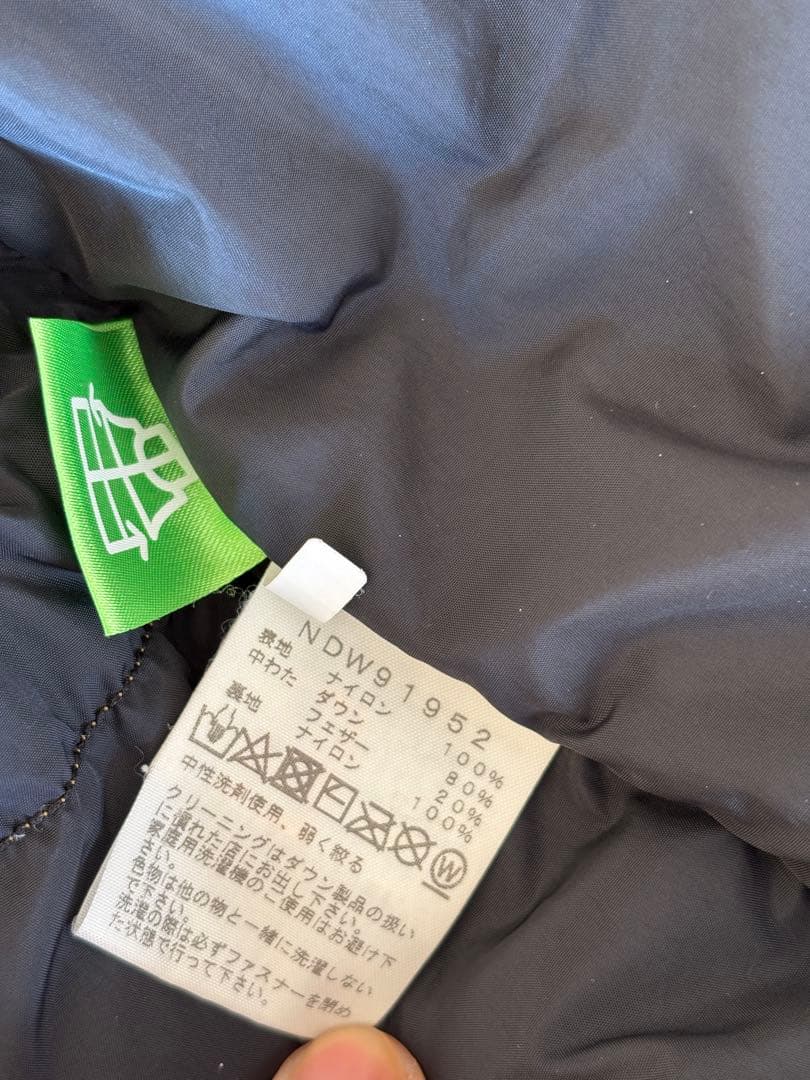 NDW91952
表地 ナイロン 100%
中わた ダウン 80%
フェザー 20%
裏地 ナイロン 100%
中性洗剤使用、弱く絞る
クリーニングはダウン製品の扱い
に慣れた店にお出し下さい。
家庭用洗濯機のご使用はお避け下
さい。
色物は他の物と一緒に洗濯しない
で下さい。
洗濯の際は必ずファスナーを閉め
た状態で行って下さい。
W